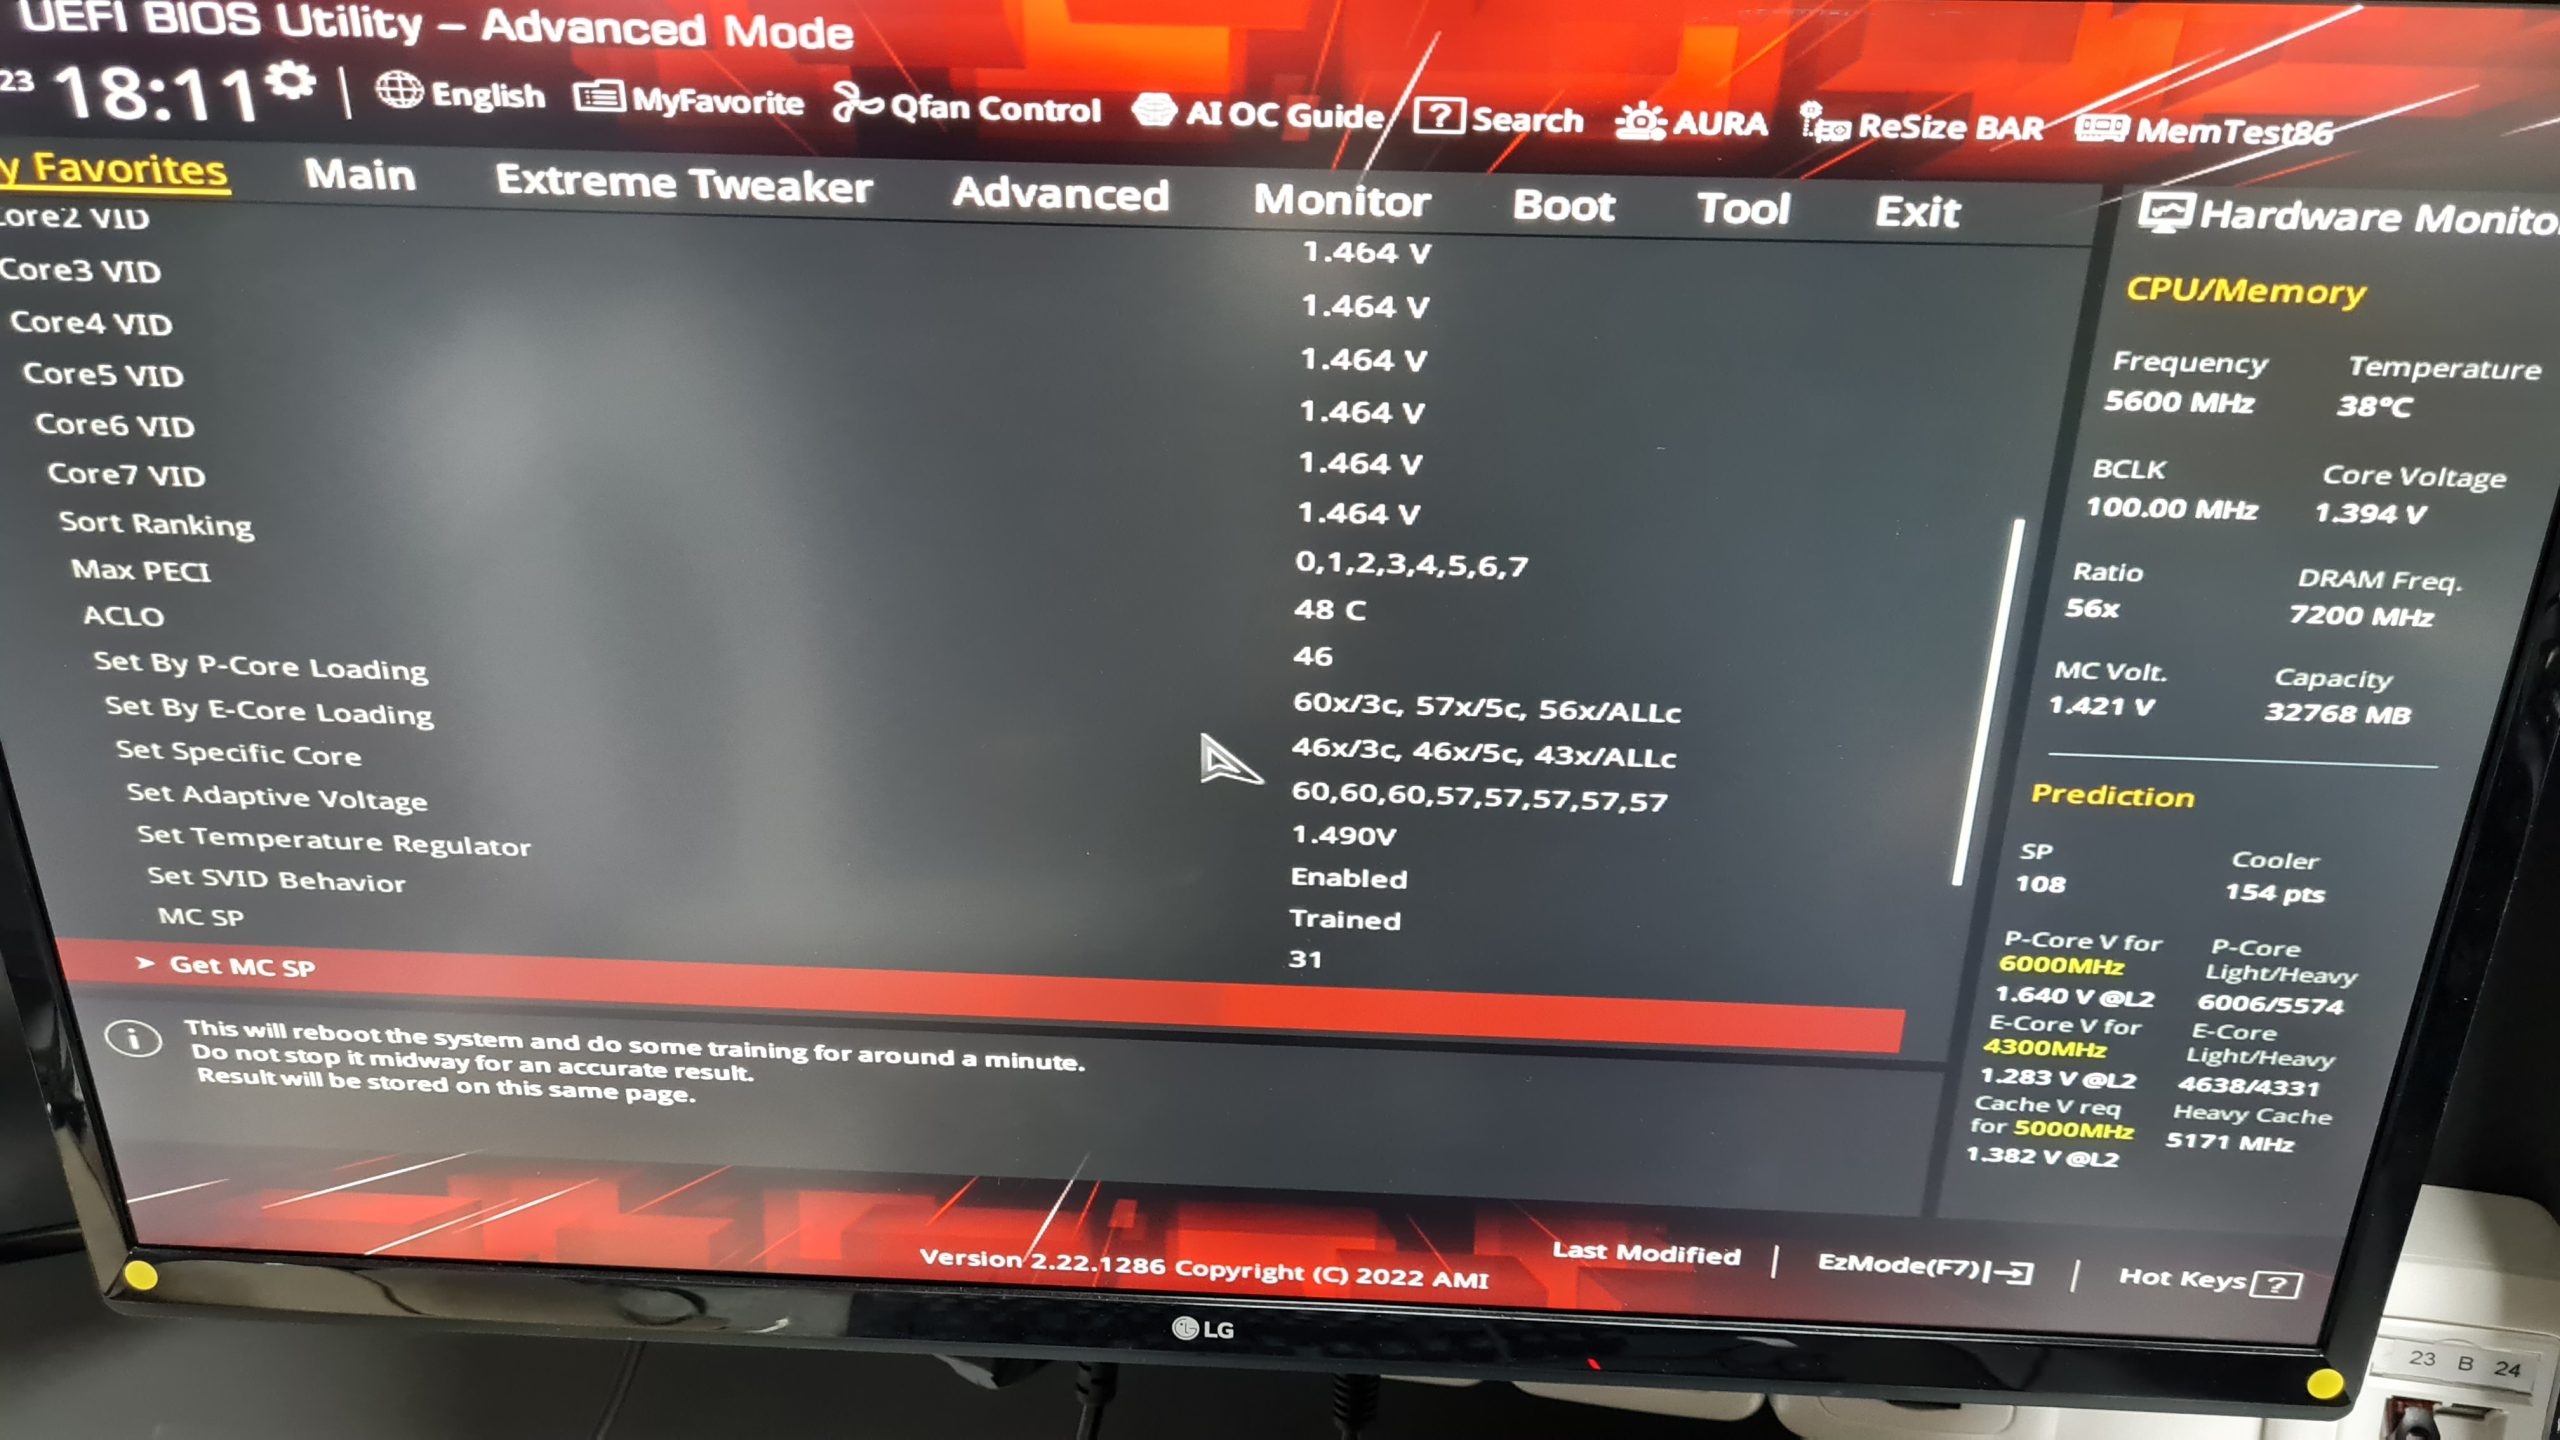 UEFI BIOS Utility – Advanced Mode
23 18:11 English MyFavorite Qfan Control AI OC Guide ? Search AURA ReSize BAR MemTest86
y Favorites Main Extreme Tweaker Advanced Monitor Boot Tool Exit
Core2 VID 1.464 V
Core3 VID 1.464 V
Core4 VID 1.464 V
Core5 VID 1.464 V
Core6 VID 1.464 V
Core7 VID 1.464 V
Sort Ranking 0,1,2,3,4,5,6,7
Max PECI 48 C
ACLO 46
Set By P-Core Loading 60x/3c, 57x/5c, 56x/ALLc
Set By E-Core Loading 46x/3c, 46x/5c, 43x/ALLc
Set Specific Core 60,60,60,57,57,57,57,57
Set Adaptive Voltage 1.490V
Set Temperature Regulator Enabled
Set SVID Behavior Trained
MC SP 31
➤ Get MC SP
This will reboot the system and do some training for around a minute.
Do not stop it midway for an accurate result.
Result will be stored on this same page.
Hardware Monito
CPU/Memory
Frequency Temperature
5600 MHz 38°C
BCLK Core Voltage
100.00 MHz 1.394 V
Ratio DRAM Freq.
56x 7200 MHz
MC Volt. Capacity
1.421 V 32768 MB
Prediction
SP Cooler
108 154 pts
P-Core V for P-Core
6000MHz Light/Heavy
1.640 V @L2 6006/5574
E-Core V for E-Core
4300MHz Light/Heavy
1.283 V @L2 4638/4331
Cache V req Heavy Cache
for 5000MHz 5171 MHz
1.382 V @L2
Last Modified | EzMode(F7) | Hot Keys ?
Version 2.22.1286 Copyright (C) 2022 AMI
LG
23 B 24